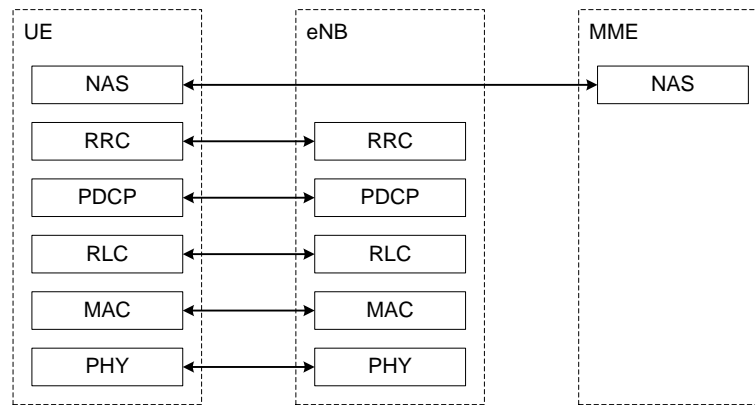 UE eNB MME
NAS NAS
RRC RRC
PDCP PDCP
RLC RLC
MAC MAC
PHY PHY